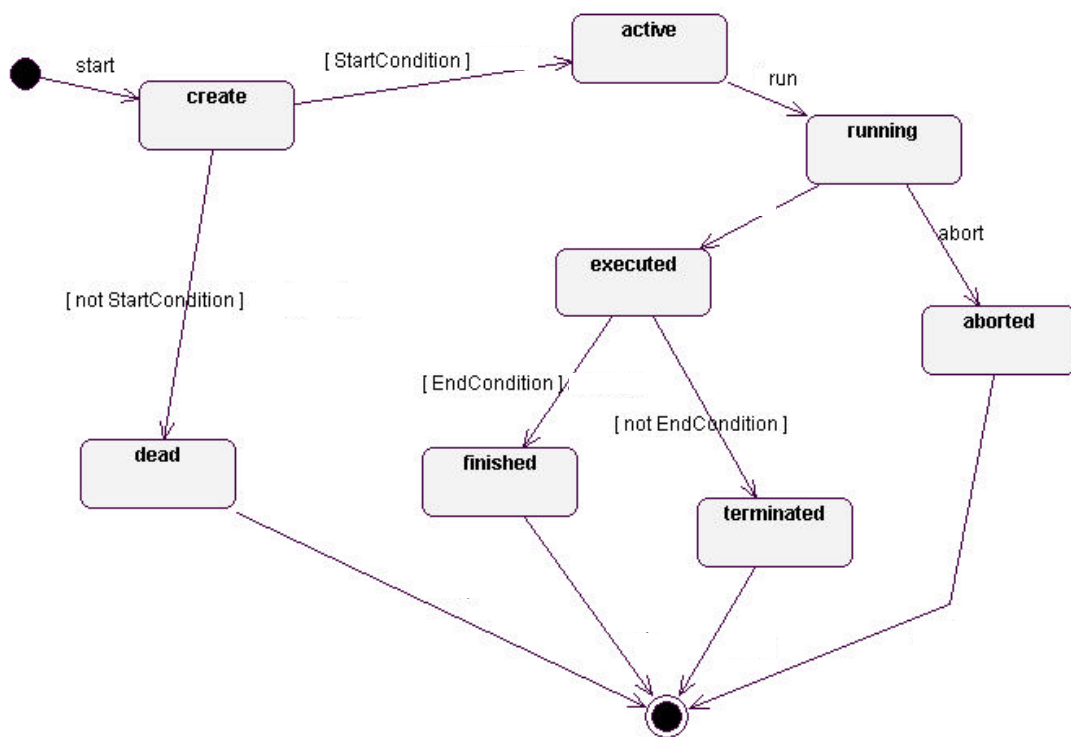 active
start
[ StartCondition ]
create
run
running
abort
executed
[ not StartCondition ]
aborted
[ EndCondition ]
[ not EndCondition ]
dead
finished
terminated